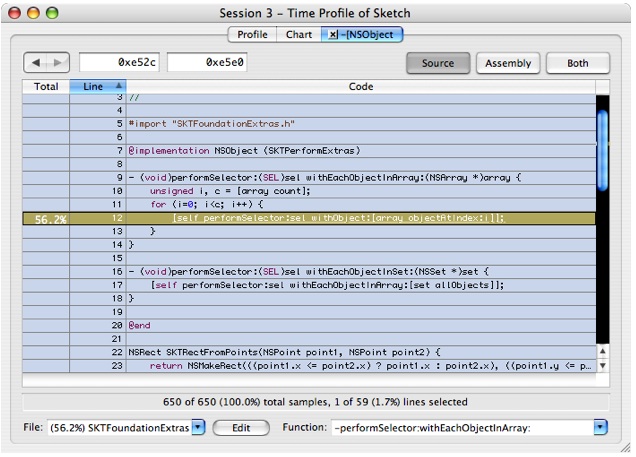 Session 3 – Time Profile of Sketch
Profile Chart –[NSObject
0xe52c 0xe5e0 Source Assembly Both
Total Line Code
3 //
4
5 #import "SKTFoundationExtras.h"
6
7 @implementation NSObject (SKTPerformExtras)
8
9 - (void)performSelector:(SEL)sel withEachObjectInArray:(NSArray *)array {
10 unsigned i, c = [array count];
11 for (i=0; i<c; i++) {
56.2% 12 [self performSelector:sel withObject:[array objectAtIndex:i]];
13 }
14 }
15
16 - (void)performSelector:(SEL)sel withEachObjectInSet:(NSSet *)set {
17 [self performSelector:sel withEachObjectInArray:[set allObjects]];
18 }
19
20 @end
21
22 NSRect SKTRectFromPoints(NSPoint point1, NSPoint point2) {
23 return NSMakeRect(((point1.x <= point2.x) ? point1.x : point2.x), ((point1.y <= p...
650 of 650 (100.0%) total samples, 1 of 59 (1.7%) lines selected
File: (56.2%) SKTFoundationExtras Edit Function: –performSelector:withEachObjectInArray: